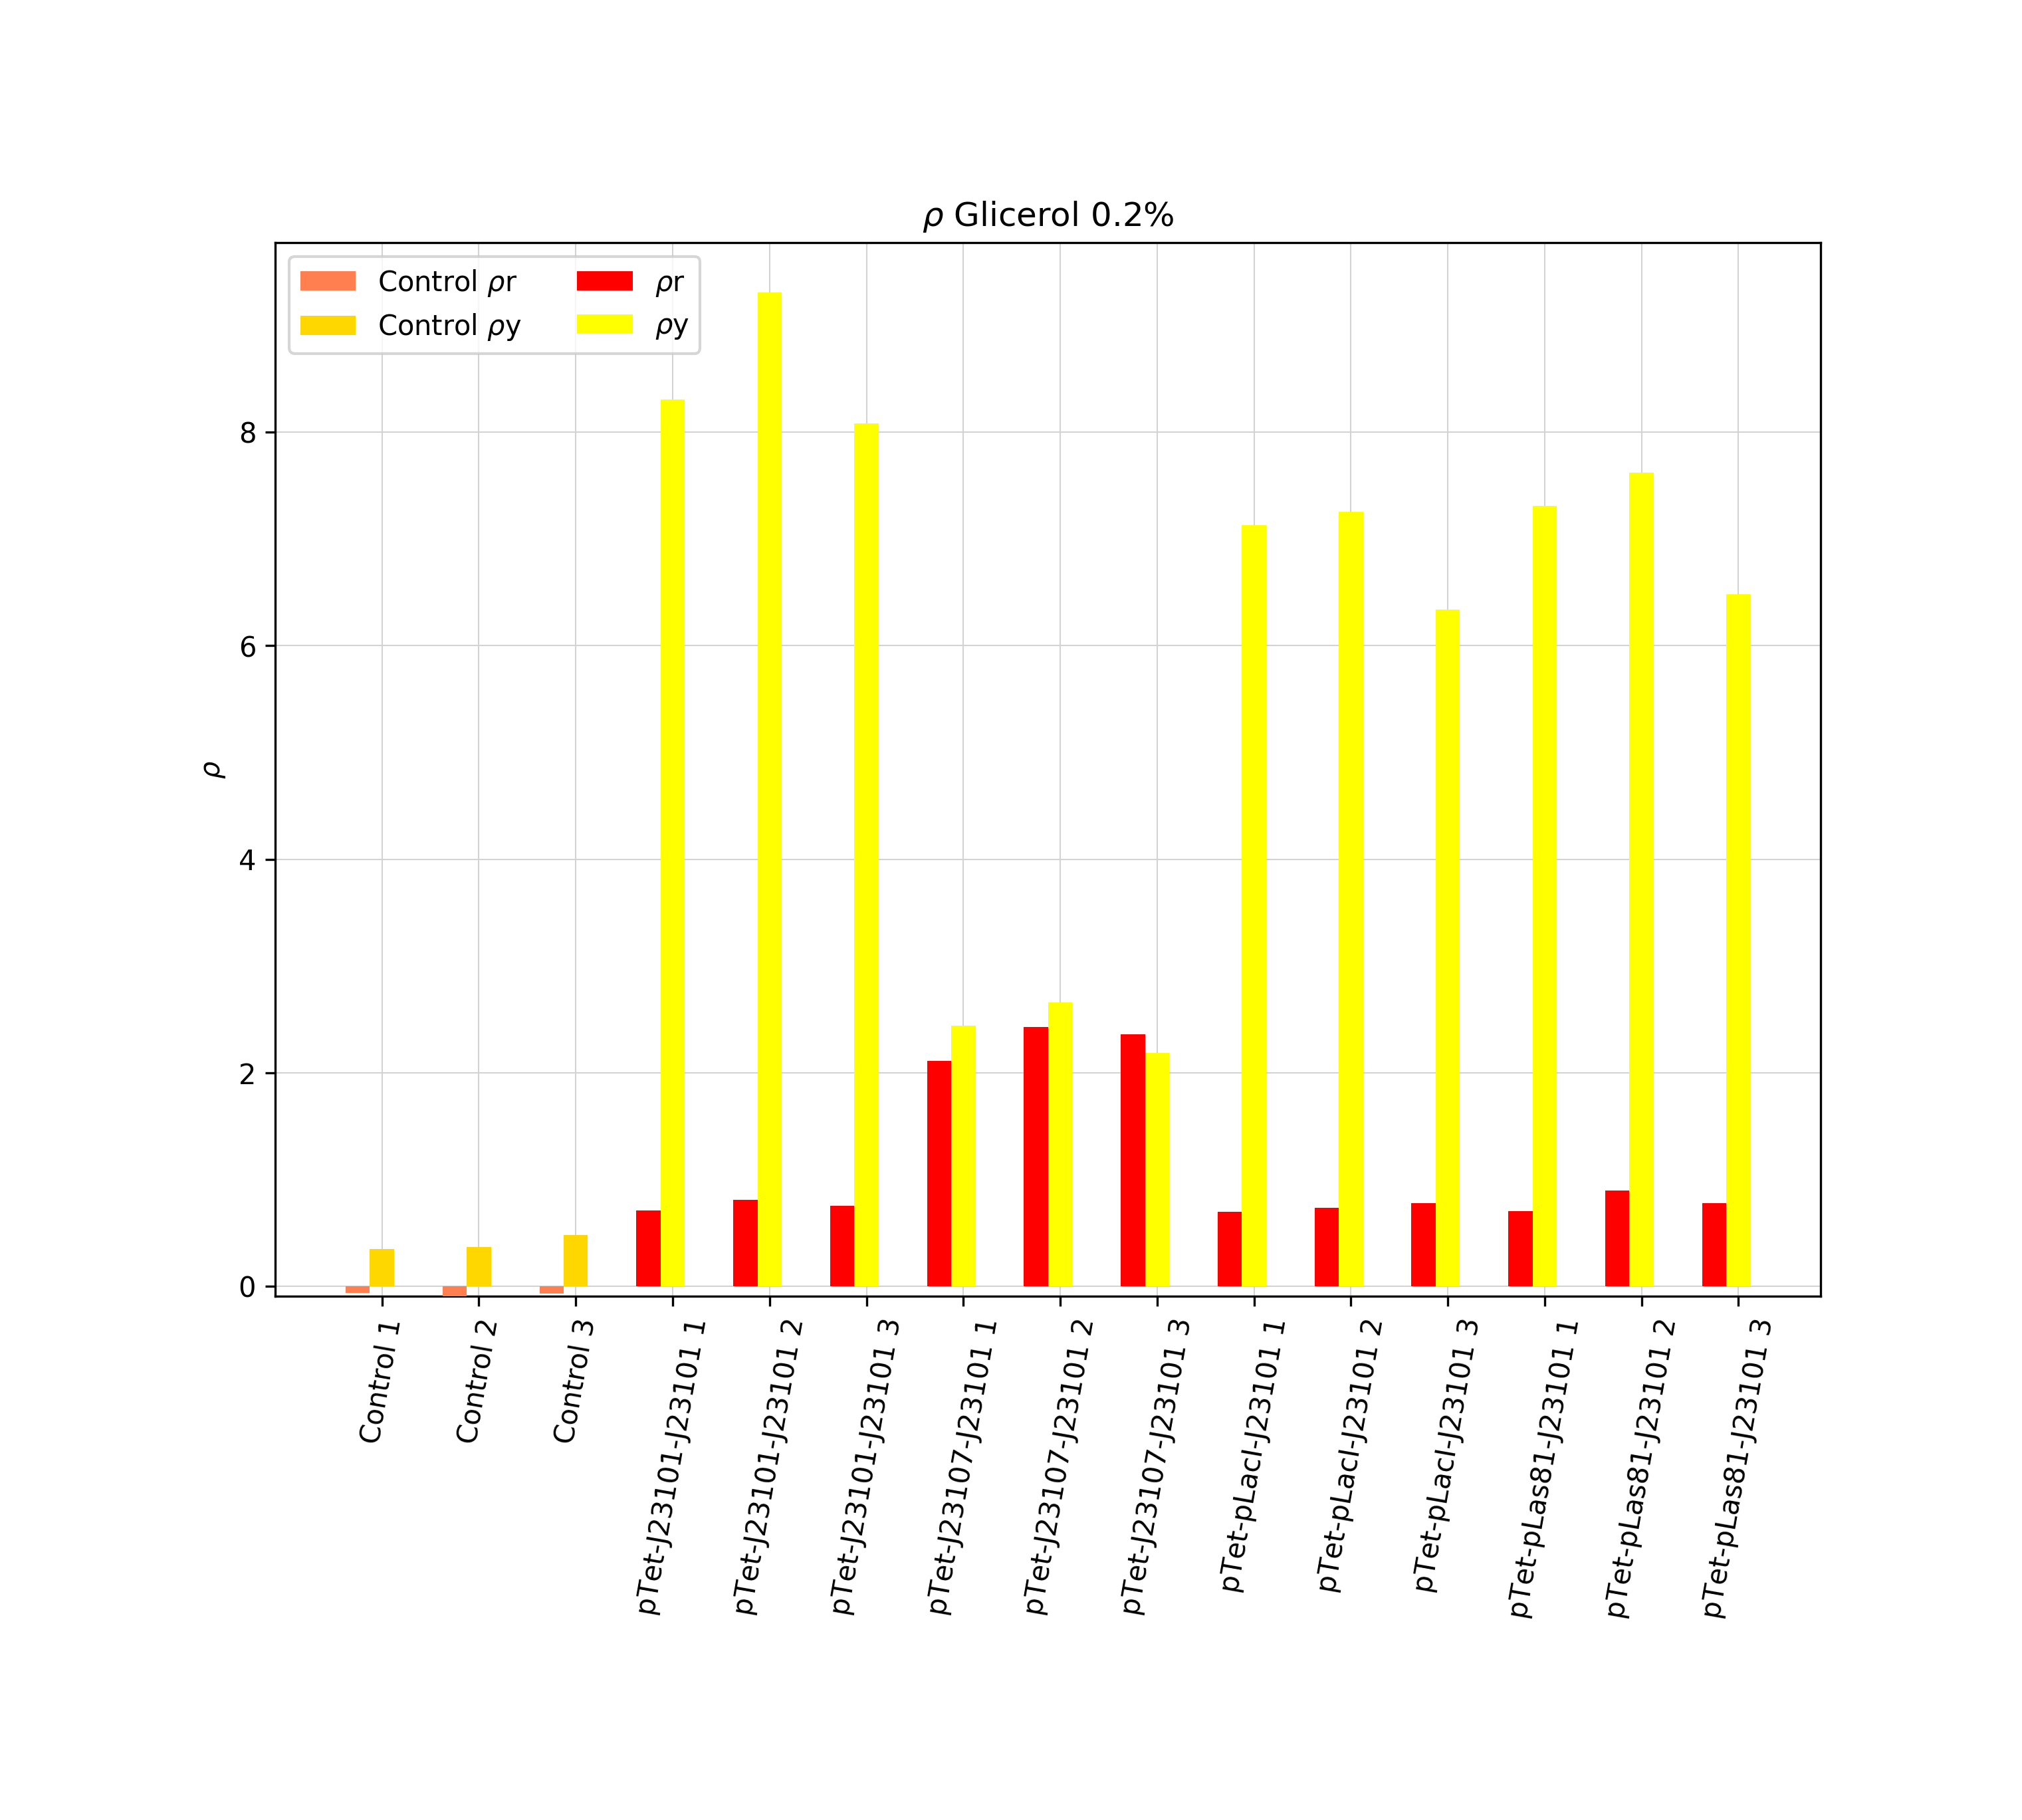 ρ Glicerol 0.2%
Control ρr
Control ρy
ρr
ρy
ρ
8
6
4
2
0
Control 1
Control 2
Control 3
pTet-J23101-J23101 1
pTet-J23101-J23101 2
pTet-J23101-J23101 3
pTet-J23107-J23101 1
pTet-J23107-J23101 2
pTet-J23107-J23101 3
pTet-pLacI-J23101 1
pTet-pLacI-J23101 2
pTet-pLacI-J23101 3
pTet-pLas81-J23101 1
pTet-pLas81-J23101 2
pTet-pLas81-J23101 3